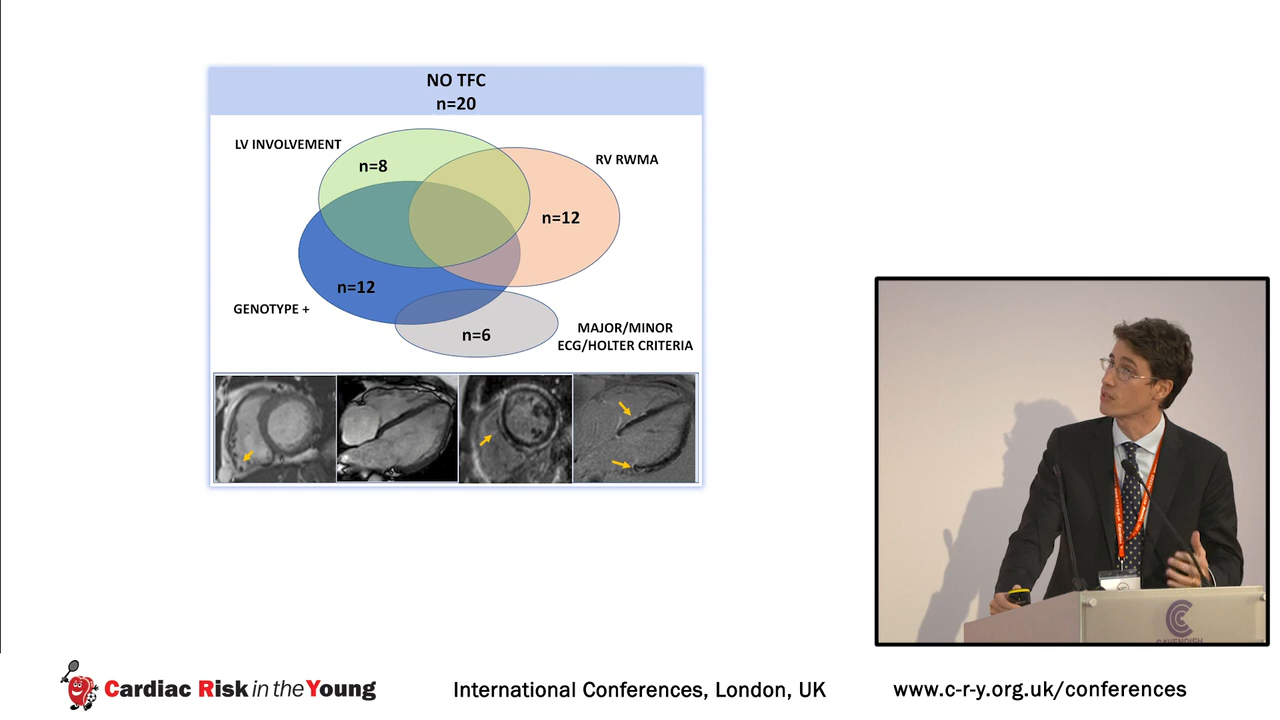 NO TFC
n=20
LV INVOLVEMENT
n=8
RV RWMA
n=12
n=12
GENOTYPE +
n=6
MAJOR/MINOR
ECG/HOLTER CRITERIA
CAVENDISH
Cardiac Risk in the Young
International Conferences, London, UK
www.c-r-y.org.uk/conferences